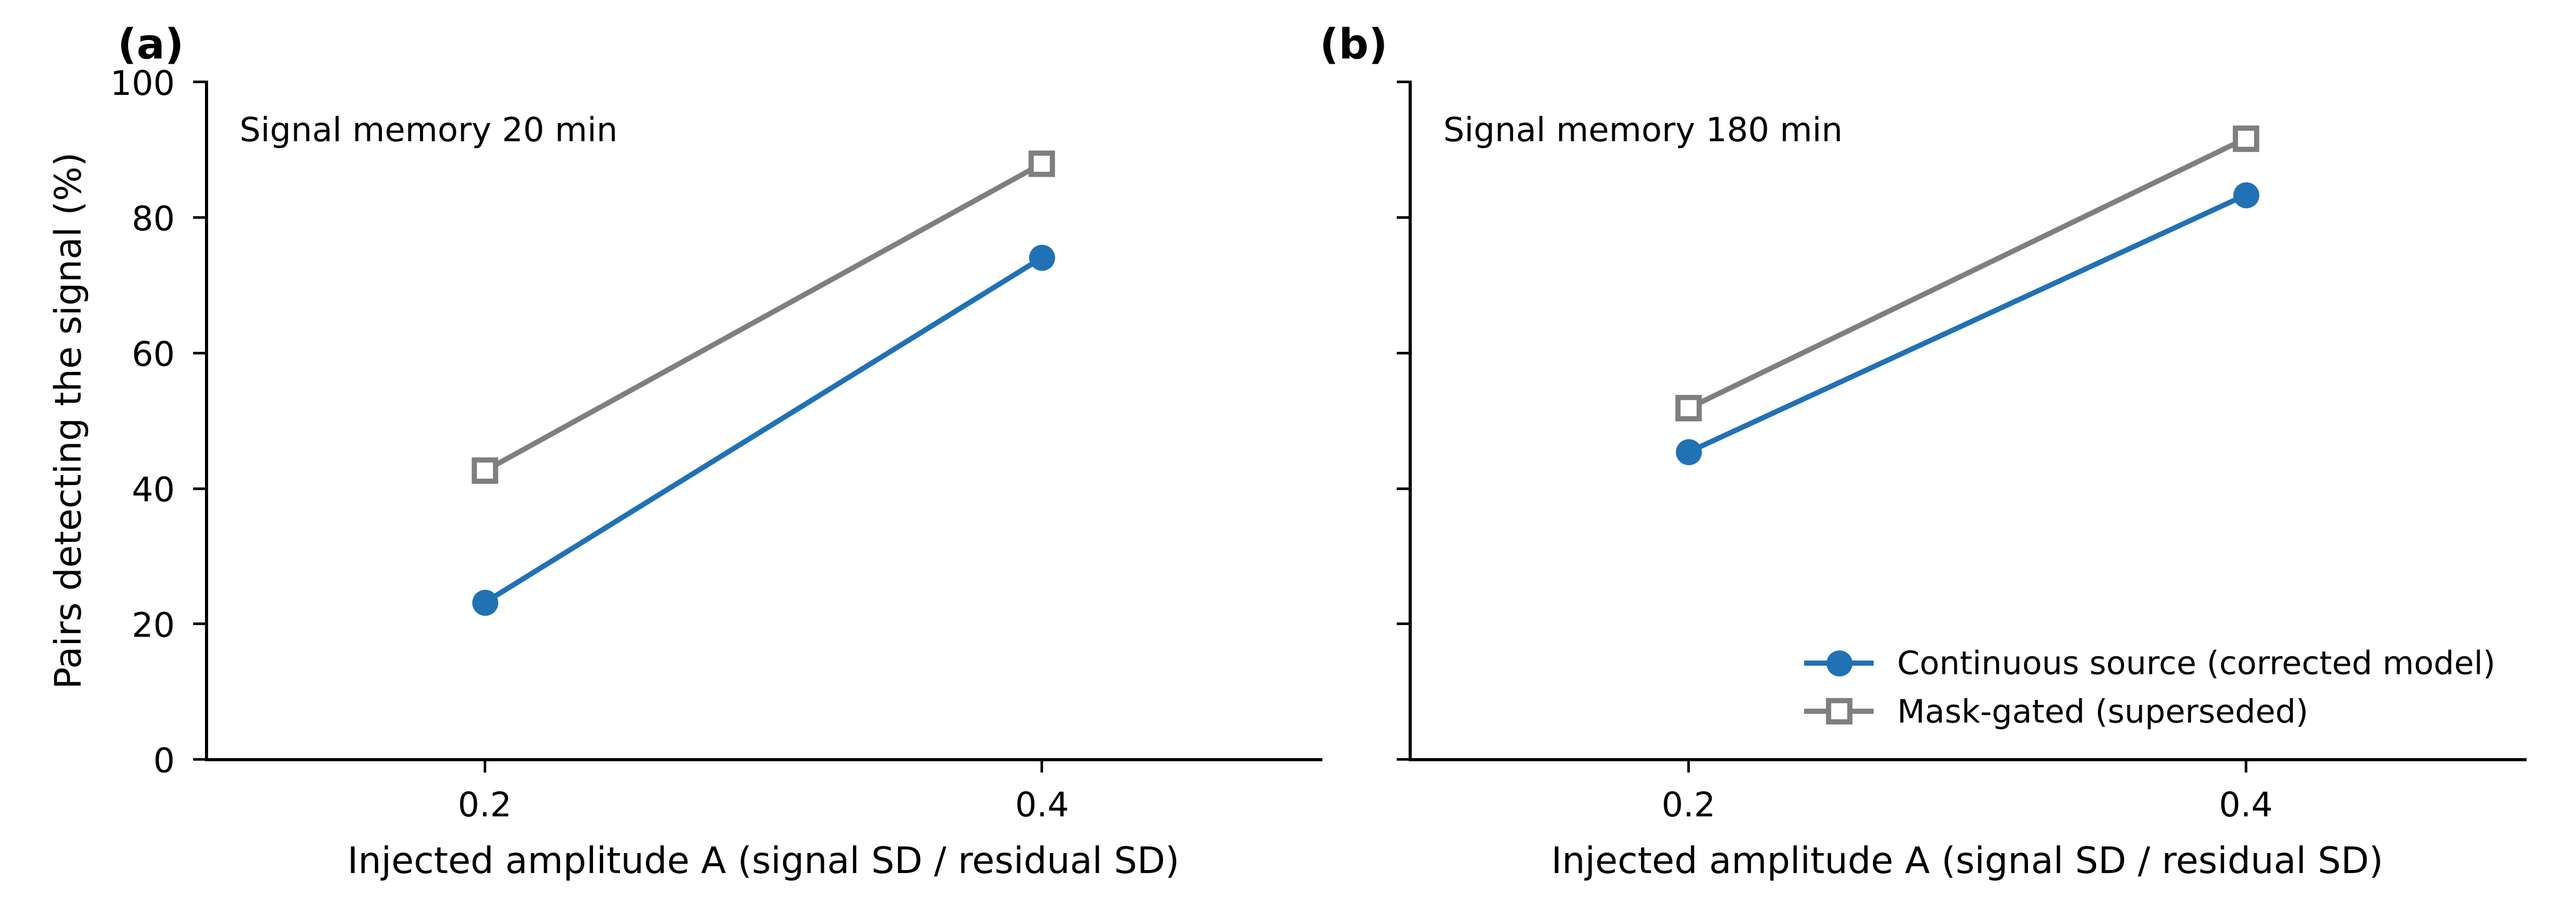 (a)
Signal memory 20 min
Pairs detecting the signal (%)
100
80
60
40
20
0
0.2
0.4
Injected amplitude A (signal SD / residual SD)
(b)
Signal memory 180 min
Continuous source (corrected model)
Mask-gated (superseded)
0.2
0.4
Injected amplitude A (signal SD / residual SD)